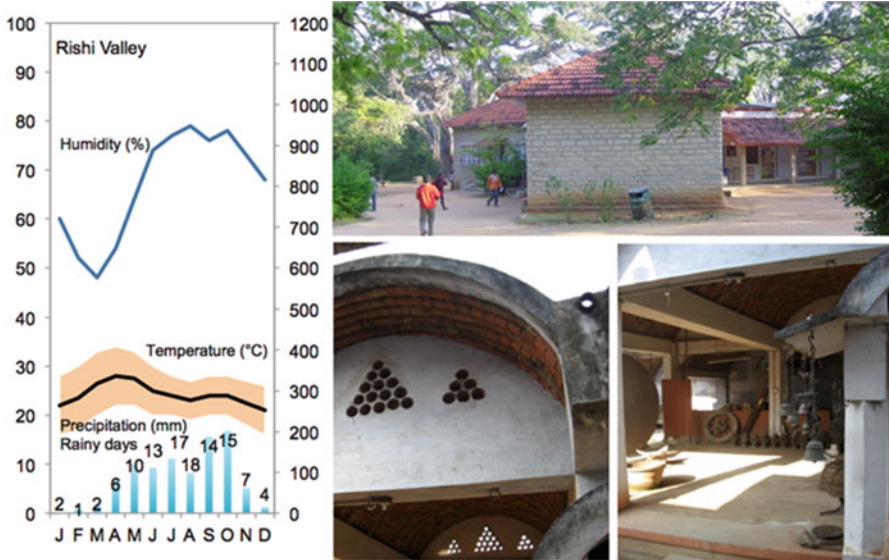 Rishi Valley
100 1200
90 1100
1000
80 Humidity (%) 900
70 800
60 700
50 600
40 500
400
30 Temperature (°C) 300
20 Precipitation (mm) 200
Rainy days
10 100
0 0
2 1 2 6 10 13 17 18 14 15 7 4
J F M A M J J A S O N D